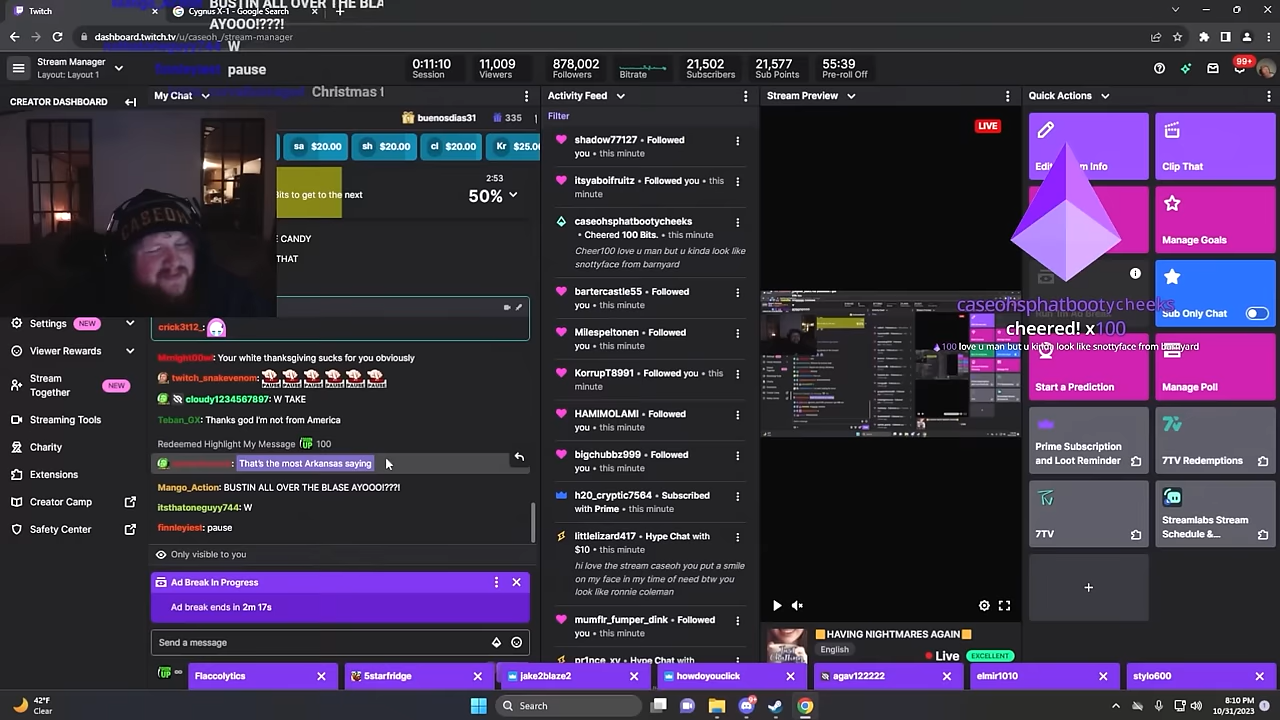 Twitch
Cygnus X-1 - Google Search
BUSTIN ALL OVER THE BLA
AYOOO!???!
W
pause
Christmas
dashboard.twitch.tv/u/caseoh_/stream-manager
Stream Manager
Layout: Layout 1
0:11:10
Session
11,009
Viewers
878,002
Followers
Bitrate
21,502
Subscribers
21,577
Sub Points
55:39
Pre-roll Off
99+
CREATOR DASHBOARD
My Chat
buenosdias31
335
sa $20.00
sh $20.00
cl $20.00
Kr $25.00
Bits to get to the next
2:53
50%
CANDY
THAT
crick3t12_:
CASEOH
Settings NEW
Viewer Rewards
Stream Together NEW
Streaming Tools
Charity
Extensions
Creator Camp
Safety Center
: Your white thanksgiving sucks for you obviously
twitch_snakevenom:
cloudy1234567897: W TAKE
: Thank god I'm not from America
Redeemed Highlight My Message UP 100
: That's the most Arkansas saying
Mango_Action: BUSTIN ALL OVER THE BLASE AYOOO!???!
itsthatoneguyy744: W
finnleyiest: pause
Only visible to you
Ad Break In Progress
Ad break ends in 2m 17s
Send a message
Activity Feed
Filter
shadow77127 • Followed
you • this minute
itsyaboifruitz • Followed you • this
minute
caseohsphatbootycheeks
• Cheered 100 Bits. • this minute
Cheer100 love u man but u kinda look like
snottyface from barnyard
bartercastle55 • Followed
you • this minute
Milespeltonen • Followed
you • this minute
KorrupT8991 • Followed you • this
minute
HAMIMOLAMI • Followed
you • this minute
bigchubbz999 • Followed
you • this minute
h20_cryptic7564 • Subscribed
with Prime • this minute
littlelizard417 • Hype Chat with
$10 • this minute
hi love the stream caseoh you put a smile
on my face in my time of need btw you
look like ronnie coleman
mumflr_fumper_dink • Followed
you • this minute
pr1nce_xv • Hype Chat with
Stream Preview
LIVE
HAVING NIGHTMARES AGAIN
English
Live EXCELLENT
Quick Actions
Edit Stream Info
Clip That
Manage Goals
caseohsphatbootycheeks
cheered! x100
100 love u man but u kinda look like snottyface from barnyard
Sub Only Chat
Start a Prediction
Manage Poll
Prime Subscription
and Loot Reminder
7TV Redemptions
7TV
Streamlabs Stream
Schedule &...
+
Flaccolytics
5starfridge
jake2blaze2
howdoyouclick
agav122222
elmir1010
stylo600
42°F
Clear
Search
8:10 PM
10/31/2023